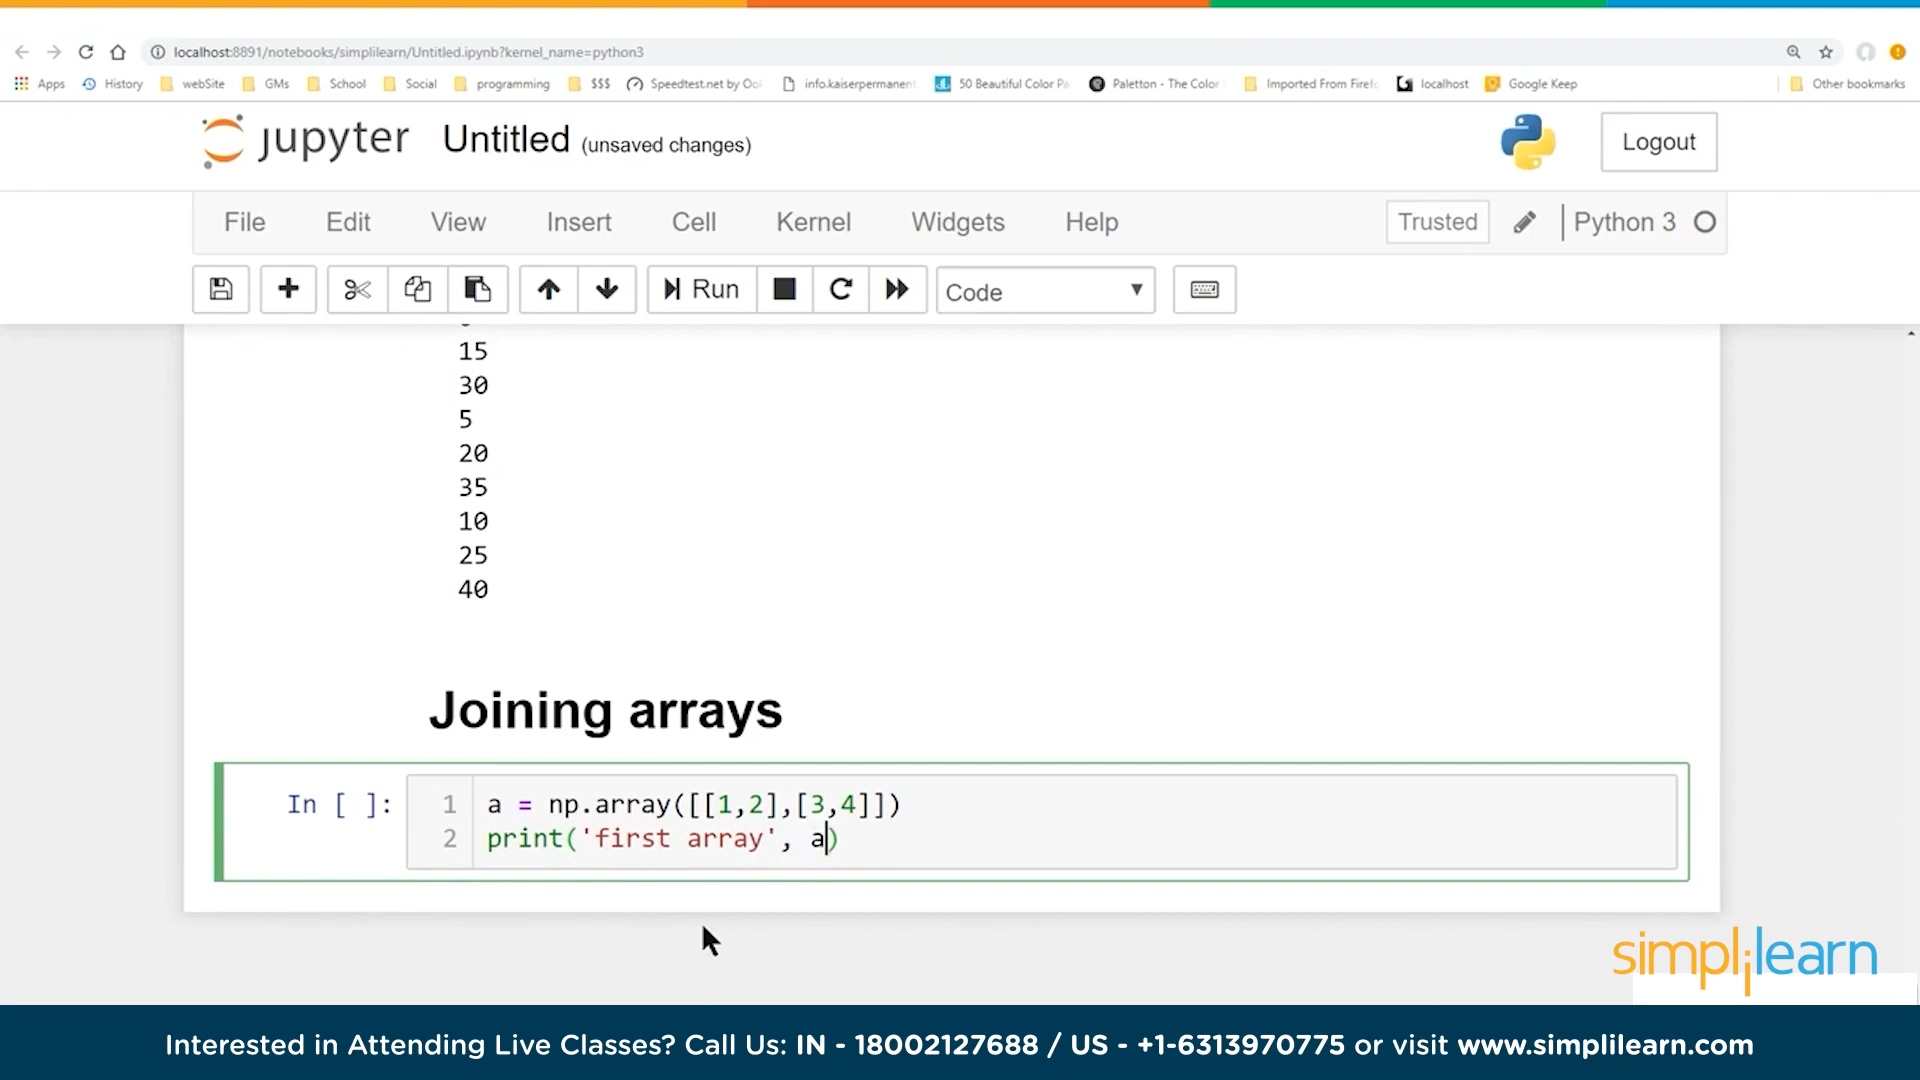 localhost:8891/notebooks/simplilearn/Untitled.ipynb?kernel_name=python3
Apps History webSite GMs School Social programming $$$ Speedtest.net by Ool info.kaiserpermanent 50 Beautiful Color Pa Paletton - The Color Imported From Firefo localhost Google Keep Other bookmarks
jupyter Untitled (unsaved changes) Logout
File Edit View Insert Cell Kernel Widgets Help Trusted Python 3
Run Code
15
30
5
20
35
10
25
40
Joining arrays
In [ ]: 1 a = np.array([[1,2],[3,4]])
2 print('first array', a)
simplilearn
Interested in Attending Live Classes? Call Us: IN - 18002127688 / US - +1-6313970775 or visit www.simplilearn.com